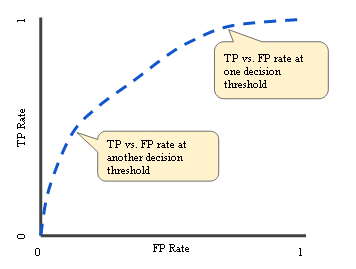 1
TP vs. FP rate at
one decision
threshold
TP Rate
TP vs. FP rate at
another decision
threshold
0
0
FP Rate
1